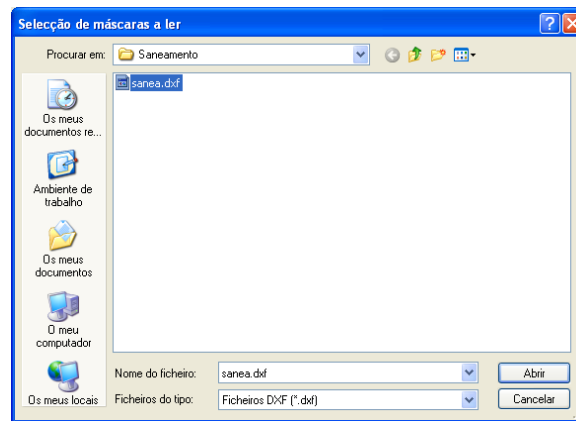 Selecção de máscaras a ler
Procurar em: Saneamento
sanea.dxf
Os meus
documentos re...
Ambiente de
trabalho
Os meus
documentos
O meu
computador
Os meus locais
Nome do ficheiro: sanea.dxf Abrir
Ficheiros do tipo: Ficheiros DXF (*.dxf) Cancelar